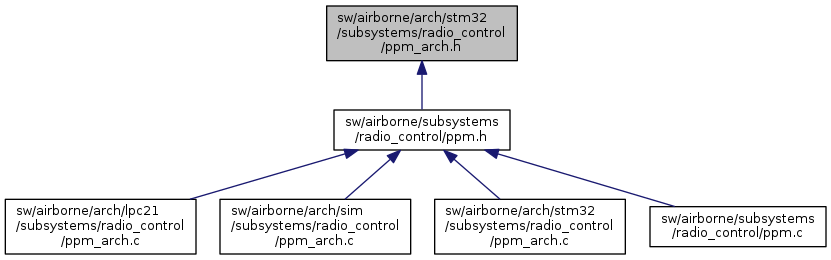 sw/airborne/arch/stm32
/subsystems/radio_control
/ppm_arch.h
sw/airborne/subsystems
/radio_control/ppm.h
sw/airborne/arch/lpc21
/subsystems/radio_control
/ppm_arch.c
sw/airborne/arch/sim
/subsystems/radio_control
/ppm_arch.c
sw/airborne/arch/stm32
/subsystems/radio_control
/ppm_arch.c
sw/airborne/subsystems
/radio_control/ppm.c